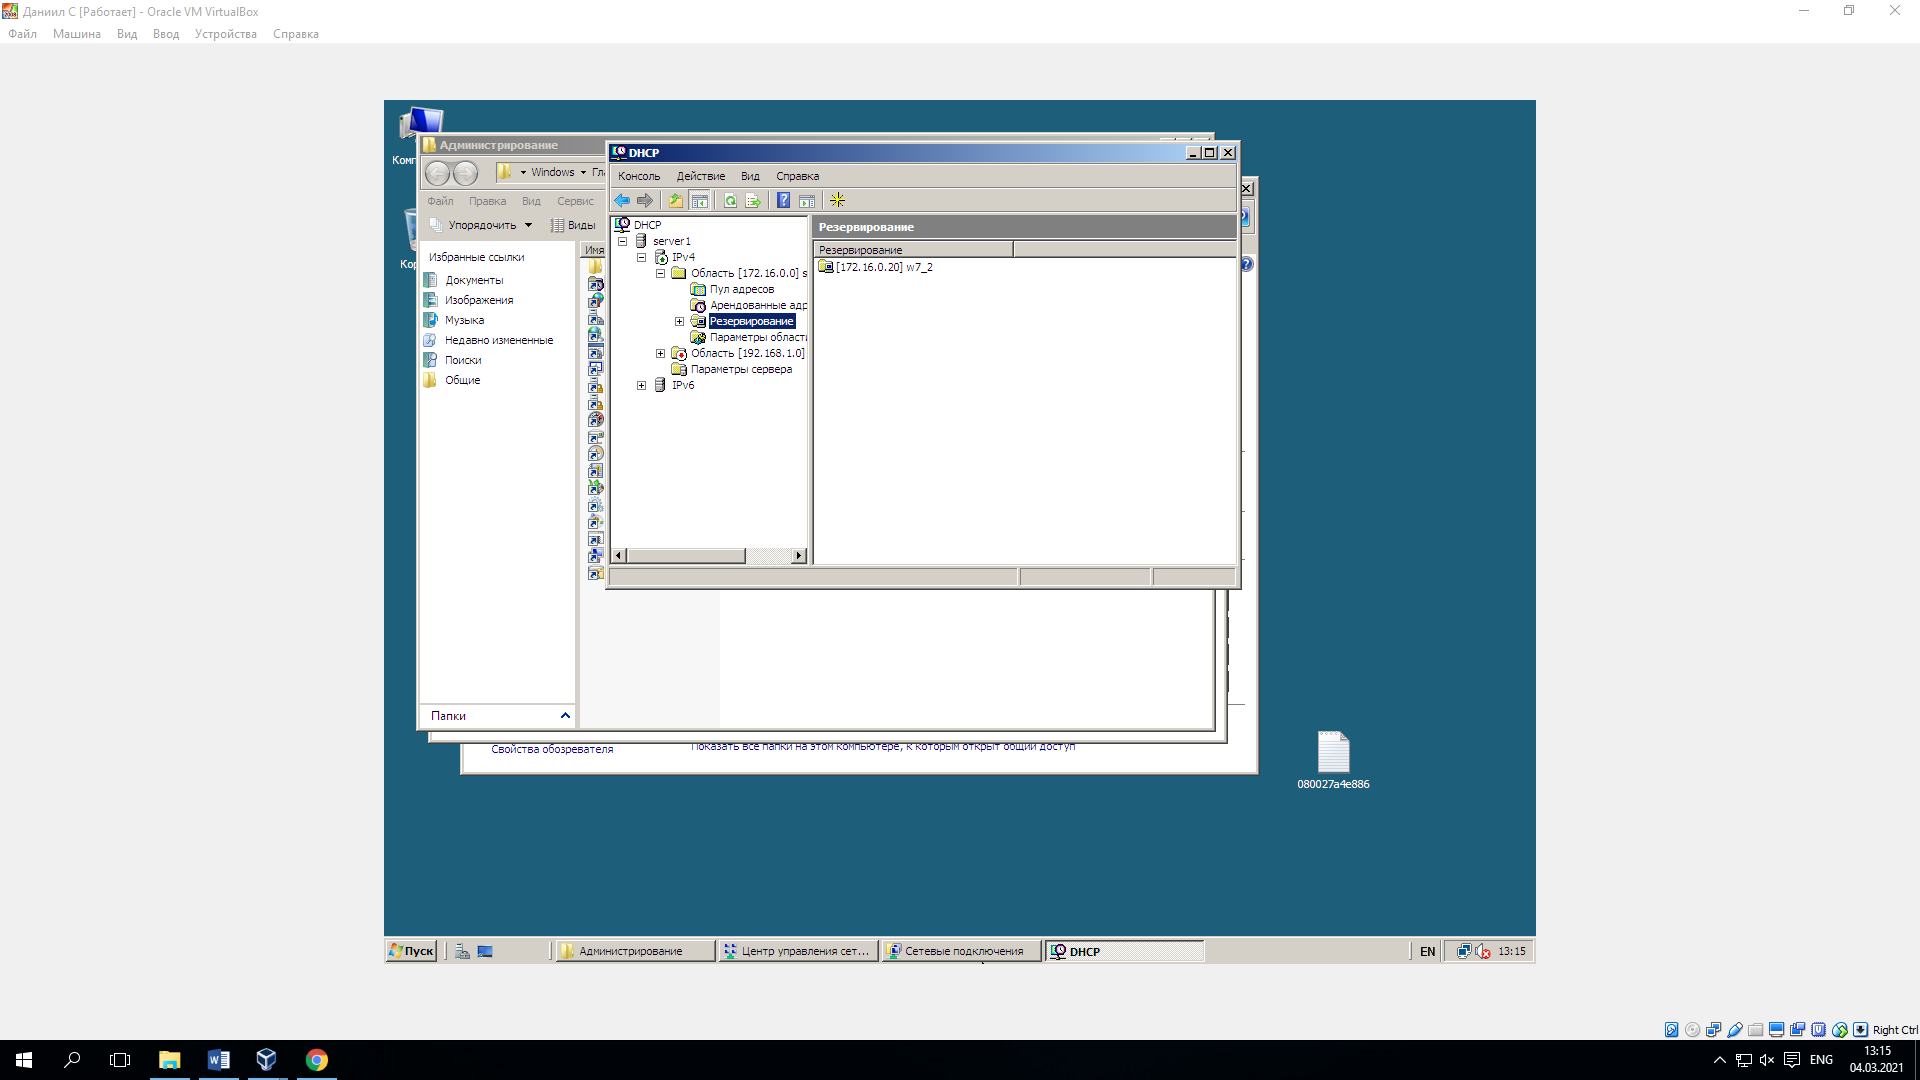 Даниил С [Работает] - Oracle VM VirtualBox
Файл Машина Вид Ввод Устройства Справка
Администрирование
Windows
Файл Правка Вид Сервис
Упорядочить Виды
Избранные ссылки
Документы
Изображения
Музыка
Недавно измененные
Поиски
Общие
Папки
Имя
DHCP
Консоль Действие Вид Справка
DHCP
server1
IPv4
Область [172.16.0.0] s
Пул адресов
Арендованные адр
Резервирование
Параметры област
Область [192.168.1.0]
Параметры сервера
IPv6
Резервирование
Резервирование
[172.16.0.20] w7_2
Свойства обозревателя
Показать все папки на этом компьютере, к которым открыт общий доступ
080027a4e886
Пуск
Администрирование
Центр управления сет...
Сетевые подключения
DHCP
EN
13:15
Right Ctrl
ENG
13:15
04.03.2021